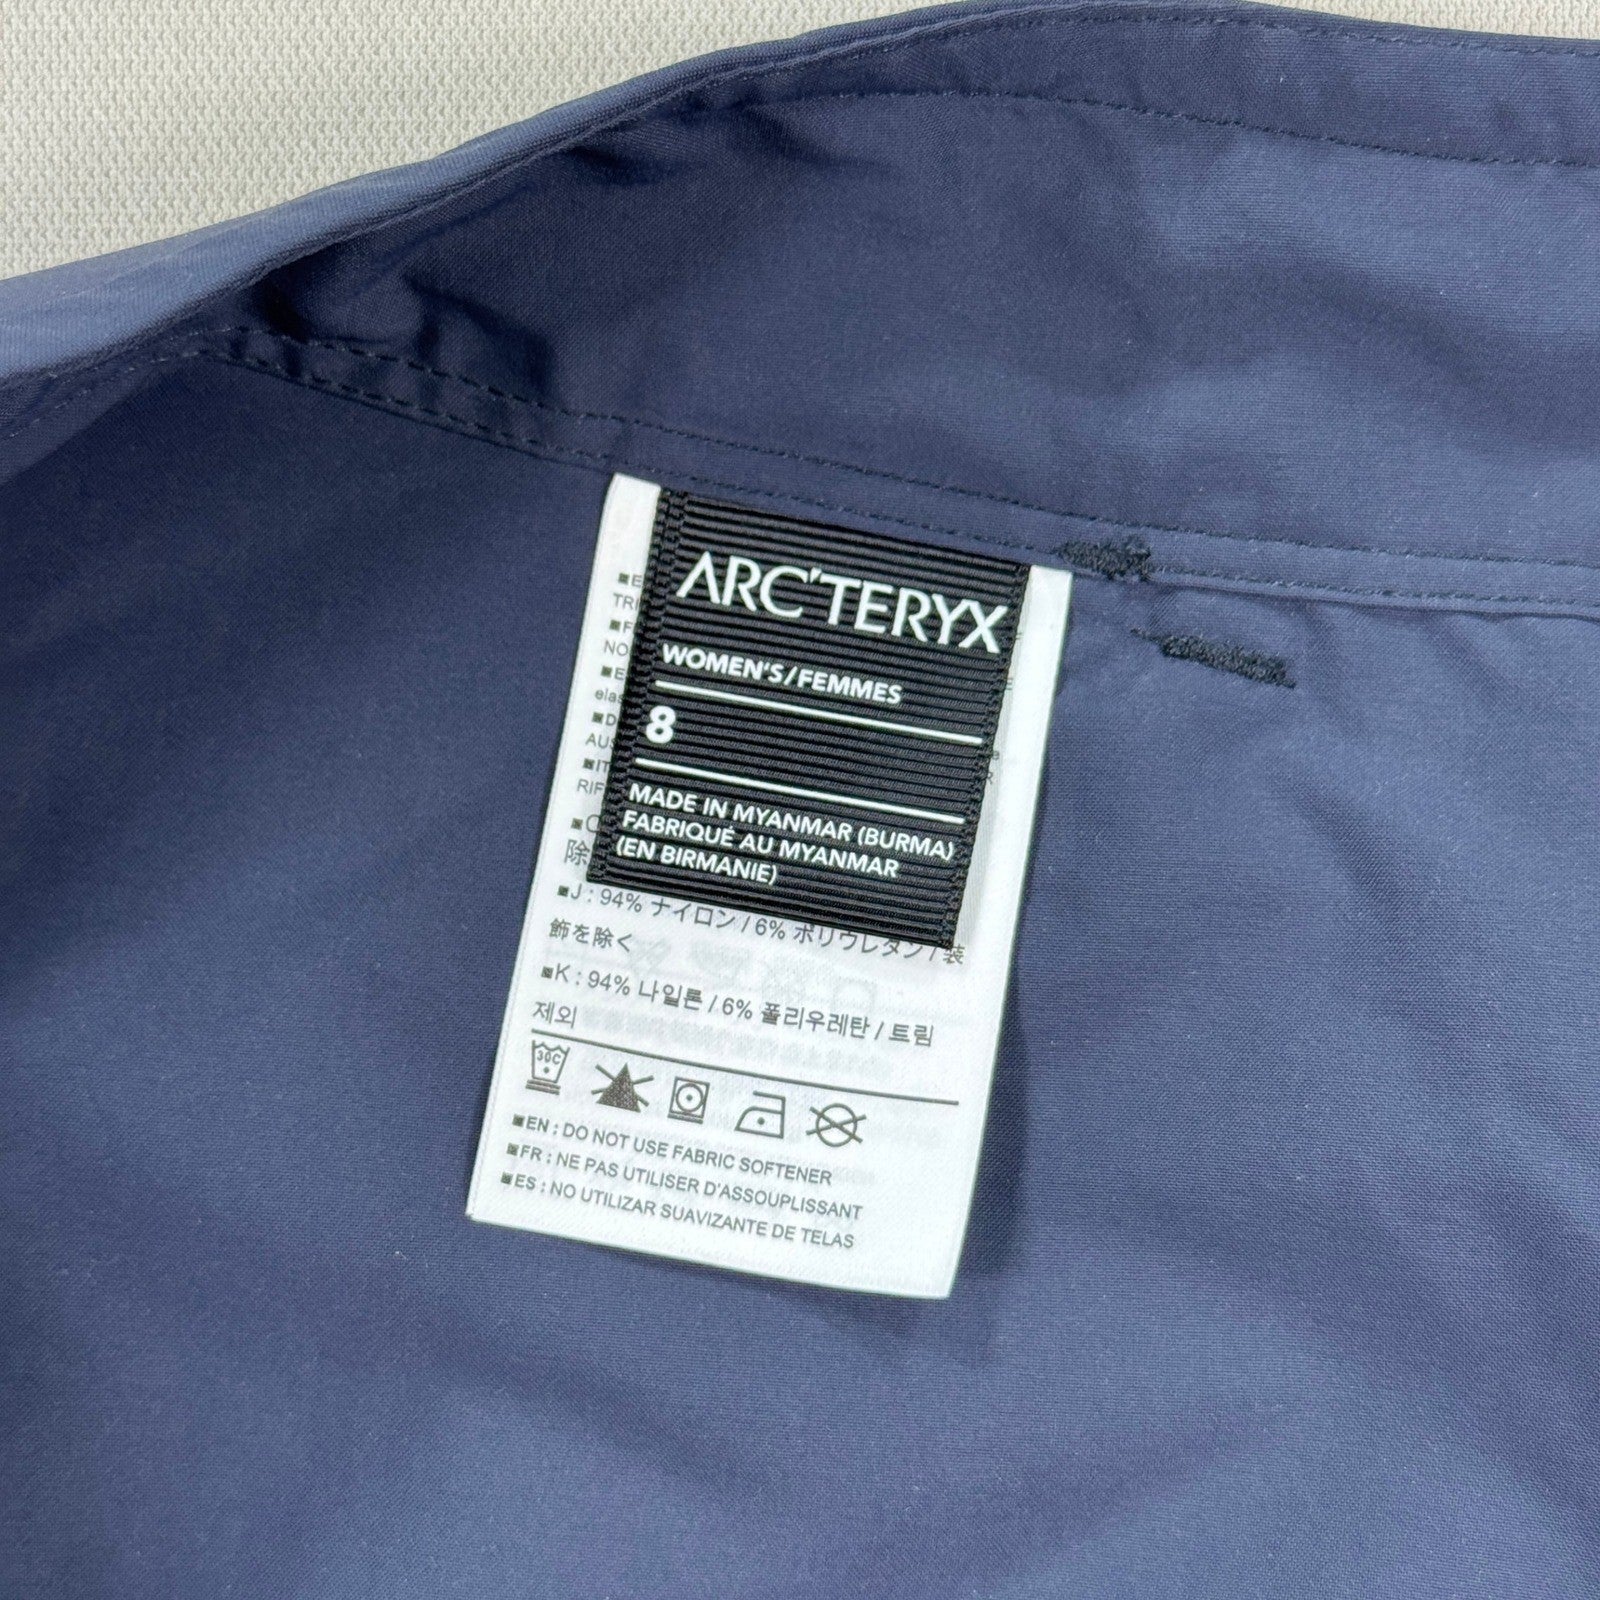 ARC'TERYX
WOMEN'S/FEMMES
8
MADE IN MYANMAR (BURMA)
FABRIQUÉ AU MYANMAR
(EN BIRMANIE)
J : 94% ナイロン / 6% ポリウレタン / 装
飾を除く
K : 94% 나일론 / 6% 폴리우레탄 / 트림
제외
30C
EN : DO NOT USE FABRIC SOFTENER
FR : NE PAS UTILISER D'ASSOUPLISSANT
ES : NO UTILIZAR SUAVIZANTE DE TELAS